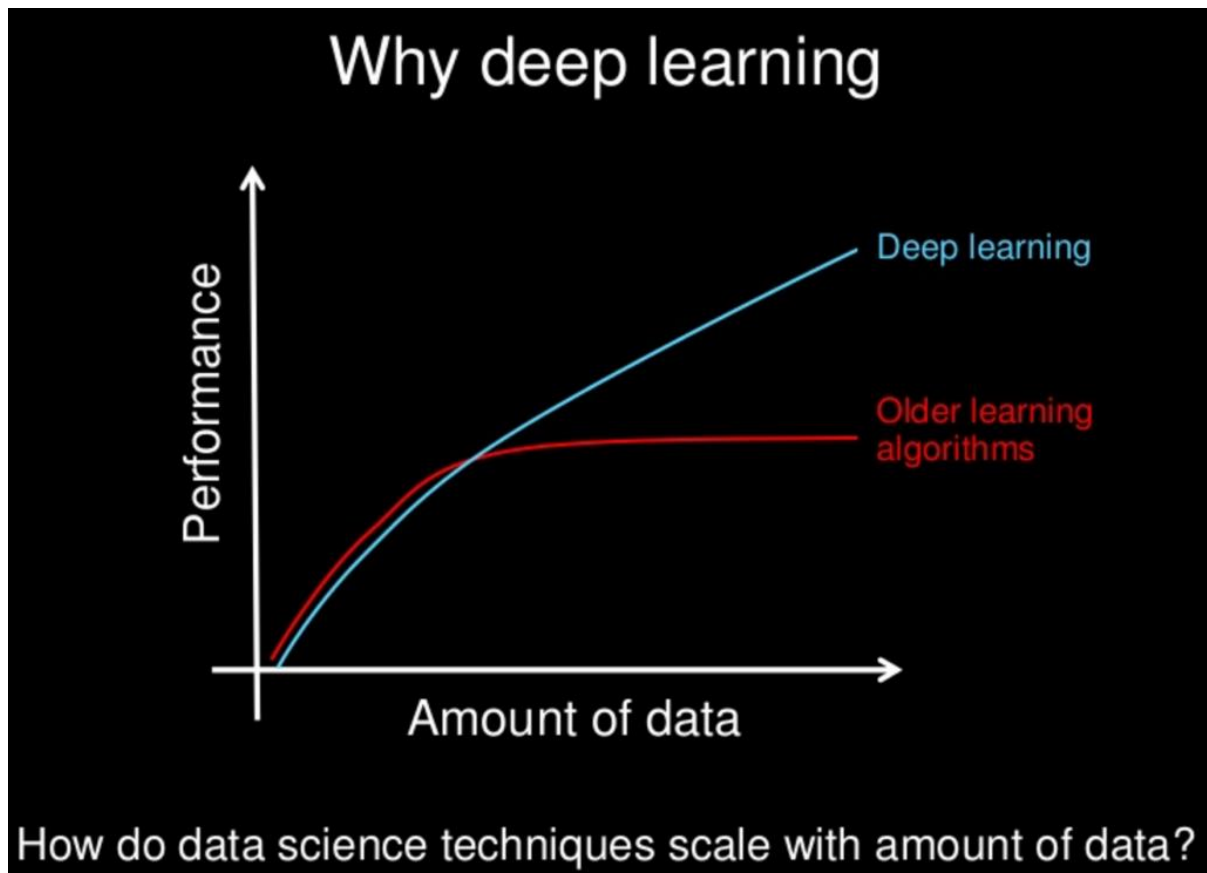 Why deep learning
Performance
Deep learning
Older learning
algorithms
Amount of data
How do data science techniques scale with amount of data?